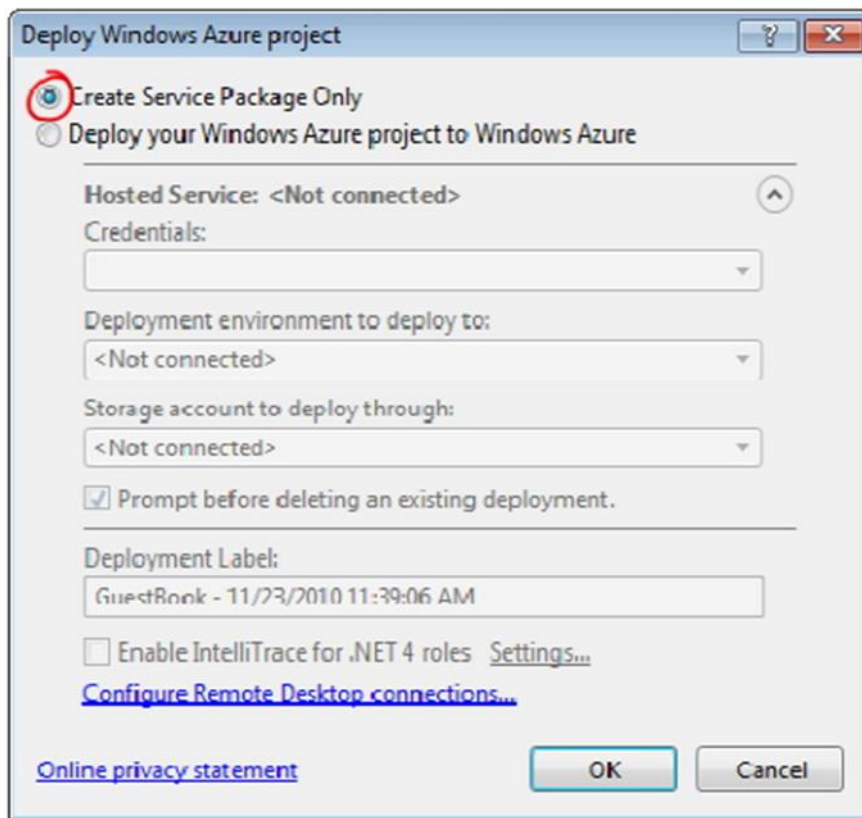 Deploy Windows Azure project
Create Service Package Only
Deploy your Windows Azure project to Windows Azure
Hosted Service: <Not connected>
Credentials:
Deployment environment to deploy to:
<Not connected>
Storage account to deploy through:
<Not connected>
Prompt before deleting an existing deployment.
Deployment Label:
GuestBook - 11/23/2010 11:39:06 AM
Enable IntelliTrace for .NET 4 roles Settings...
Configure Remote Desktop connections...
Online privacy statement OK Cancel